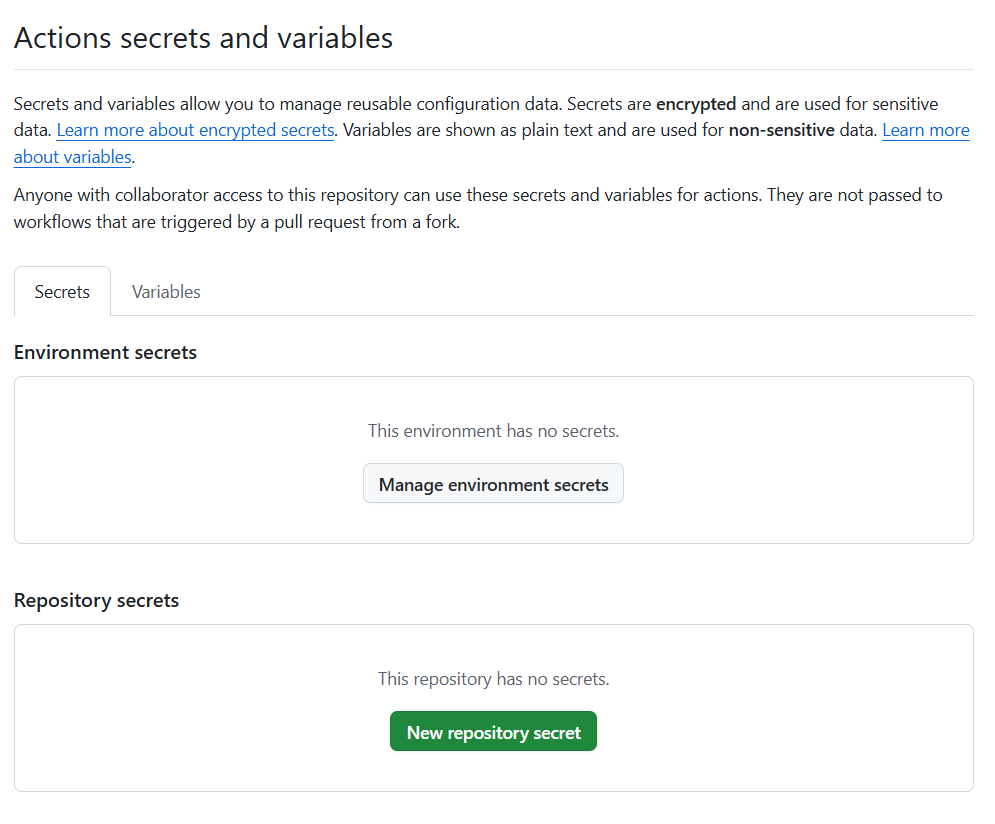 Actions secrets and variables
Secrets and variables allow you to manage reusable configuration data. Secrets are encrypted and are used for sensitive
data. Learn more about encrypted secrets. Variables are shown as plain text and are used for non-sensitive data. Learn more
about variables.
Anyone with collaborator access to this repository can use these secrets and variables for actions. They are not passed to
workflows that are triggered by a pull request from a fork.
Secrets Variables
Environment secrets
This environment has no secrets.
Manage environment secrets
Repository secrets
This repository has no secrets.
New repository secret